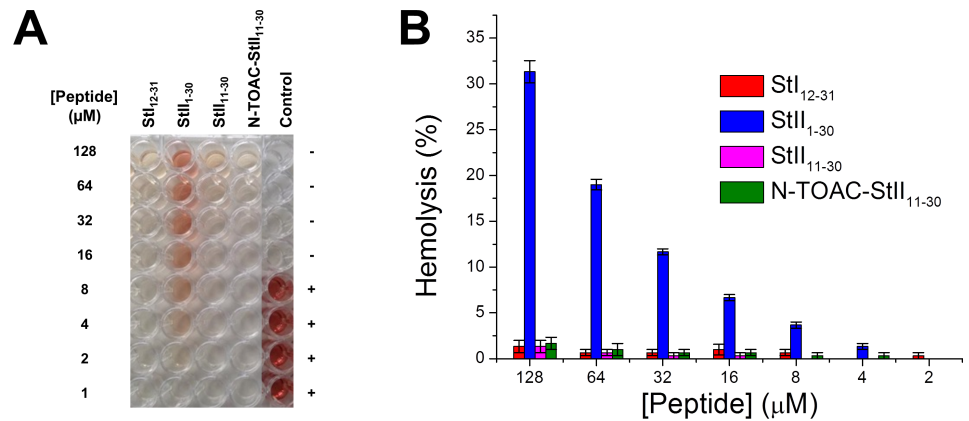 A
[Peptide]
(μM)
StI12-31
StII1-30
StII11-30
N-TOAC-StII11-30
Control
128 -
64 -
32 -
16 -
8 +
4 +
2 +
1 +
B
Hemolysis (%)
35
30
25
20
15
10
5
0
StI12-31
StII1-30
StII11-30
N-TOAC-StII11-30
128 64 32 16 8 4 2
[Peptide] (μM)